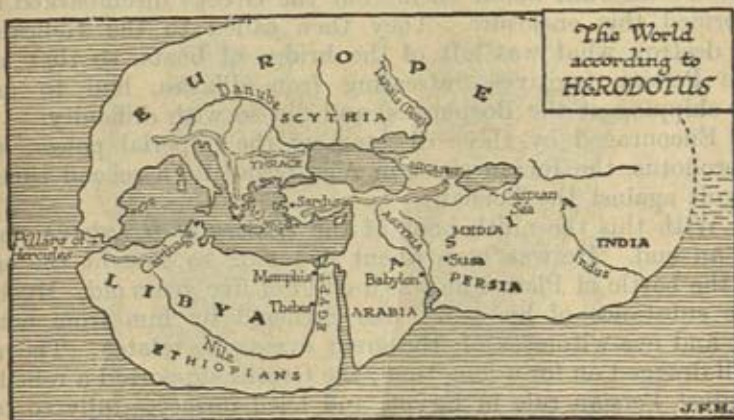 The World
according to
HERODOTUS
EUROPE
Danube
SCYTHIA
Tanais (Don)
THRACE
Sardis
Caspian
Sea
ASIA
Pillars of
Hercules
Carthage
ASSYRIA
MEDIA
Susa
PERSIA
INDIA
Indus
Memphis
Babylon
LIBYA
Thebes
EGYPT
ARABIA
Nile
ETHIOPIANS
J.F.H.